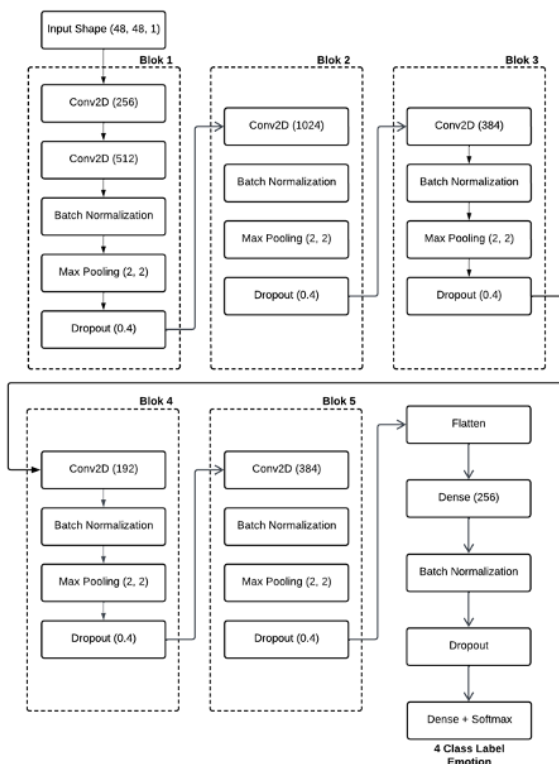 Input Shape (48, 48, 1)
Blok 1
Conv2D (256)
Conv2D (512)
Batch Normalization
Max Pooling (2, 2)
Dropout (0.4)
Blok 2
Conv2D (1024)
Batch Normalization
Max Pooling (2, 2)
Dropout (0.4)
Blok 3
Conv2D (384)
Batch Normalization
Max Pooling (2, 2)
Dropout (0.4)
Blok 4
Conv2D (192)
Batch Normalization
Max Pooling (2, 2)
Dropout (0.4)
Blok 5
Conv2D (384)
Batch Normalization
Max Pooling (2, 2)
Dropout (0.4)
Flatten
Dense (256)
Batch Normalization
Dropout
Dense + Softmax
4 Class Label
Emotion